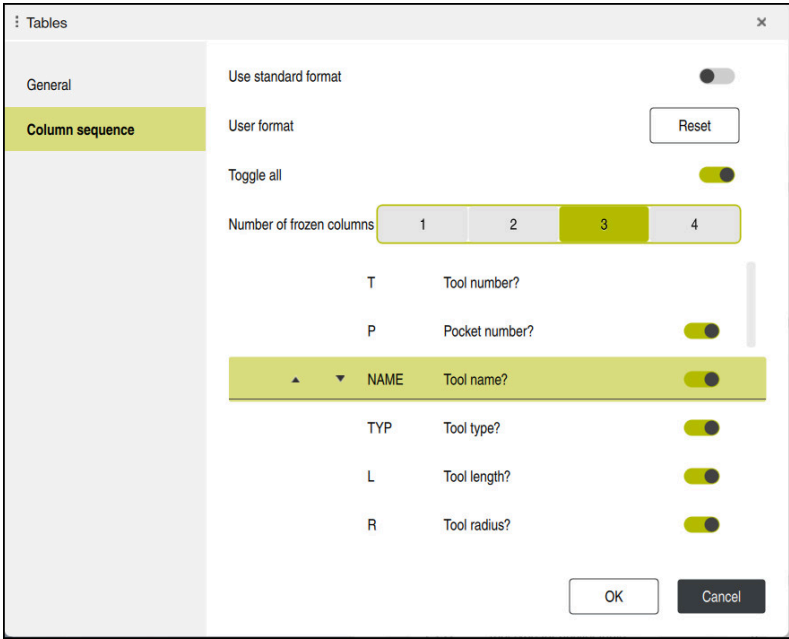 Tables
General
Column sequence
Use standard format
User format
Reset
Toggle all
Number of frozen columns
1
2
3
4
T Tool number?
P Pocket number?
NAME Tool name?
TYP Tool type?
L Tool length?
R Tool radius?
OK
Cancel